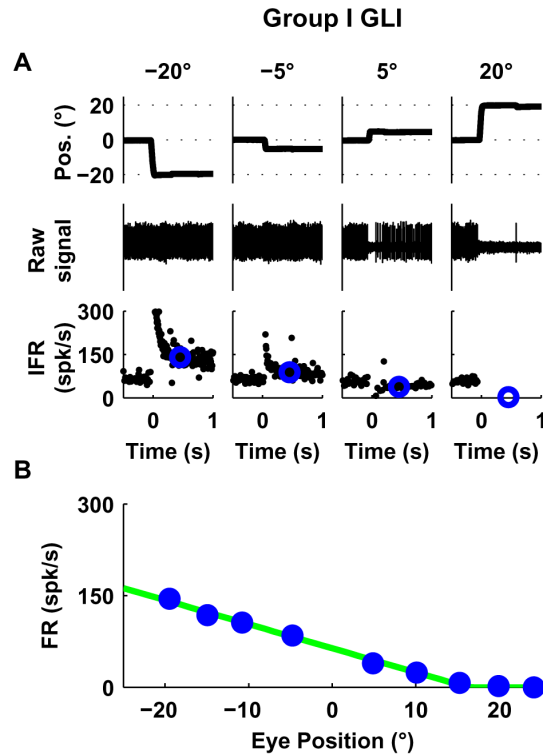 Group I GLI
A
−20° −5° 5° 20°
Pos. (°)
20
0
−20
Raw signal
IFR (spk/s)
300
150
0
0 1 0 1 0 1 0 1
Time (s) Time (s) Time (s) Time (s)
B
FR (spk/s)
300
150
0
−20 −10 0 10 20
Eye Position (°)